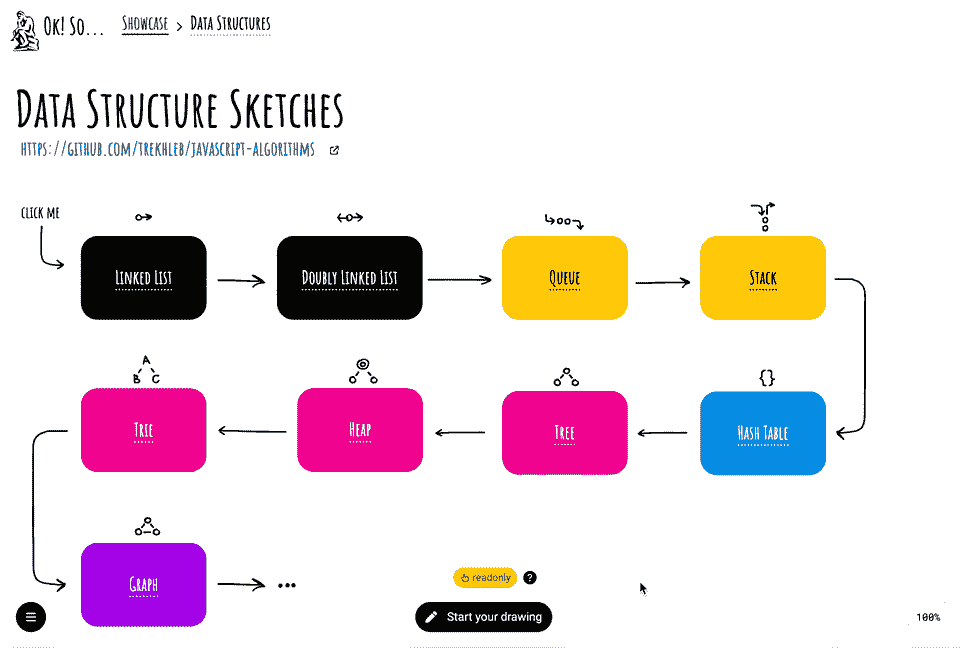 Ok! So... Showcase > Data Structures
Data Structure Sketches
https://github.com/trekhleb/javascript-algorithms
click me
Linked List
Doubly Linked List
Queue
Stack
{}
A
B C
Trie
Heap
Tree
Hash Table
Graph
...
readonly ?
Start your drawing
100%